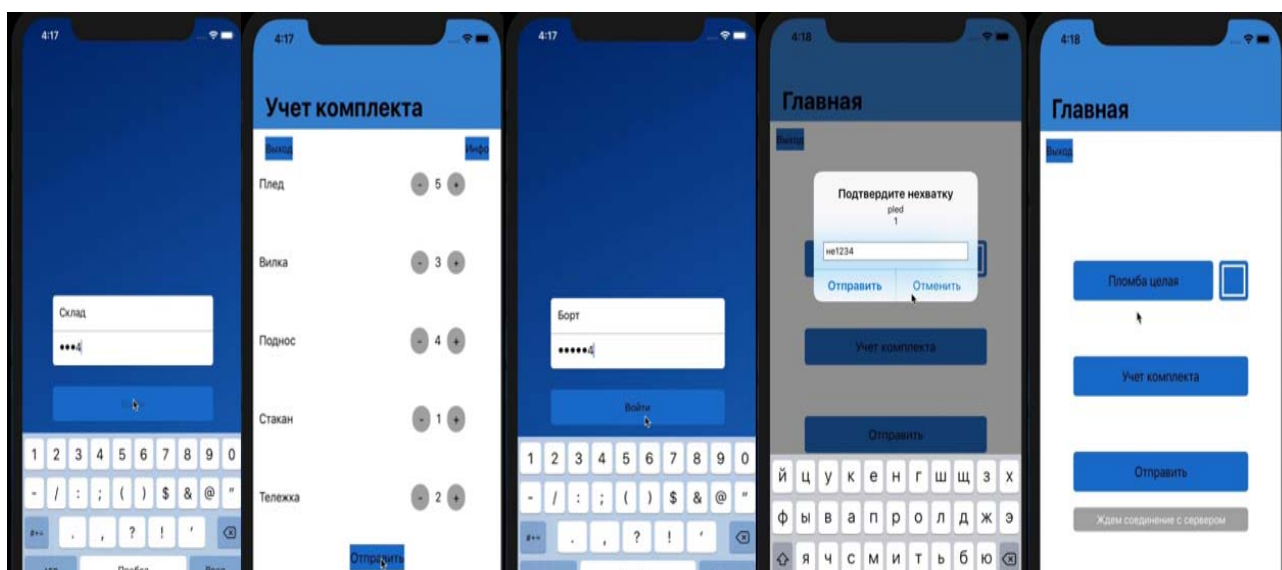 4:17
Склад
•••4
1 2 3 4 5 6 7 8 9 0
- / : ; ( ) $ & @ "
#+= . , ? ! '
4:17
Учет комплекта
Выход Инфо
Плед - 5 +
Вилка - 3 +
Поднос - 4 +
Стакан - 1 +
Тележка - 2 +
Отправить
4:17
Борт
•••••4
Войти
1 2 3 4 5 6 7 8 9 0
- / : ; ( ) $ & @ "
#+= . , ? ! '
4:18
Главная
Выход
Подтвердите нехватку
pled
1
не1234
Отправить Отменить
Учет комплекта
Отправить
й ц у к е н г ш щ з х
ф ы в а п р о л д ж э
я ч с м и т ь б ю
4:18
Главная
Выход
Пломба целая
Учет комплекта
Отправить
Ждем соединение с сервером